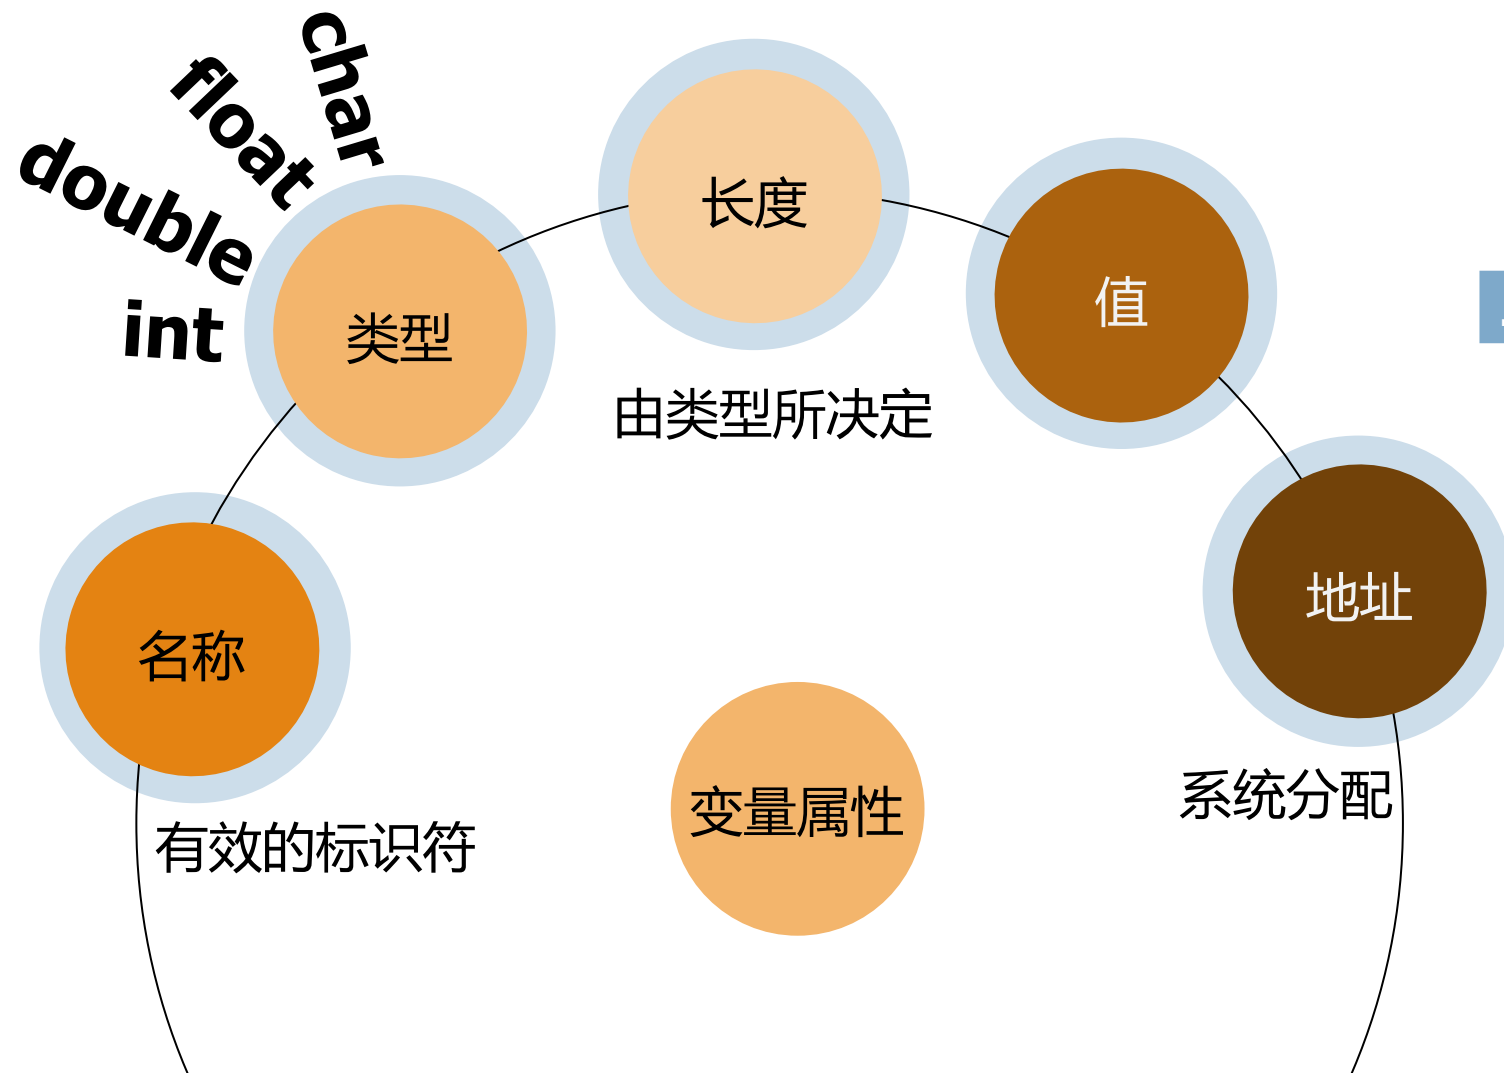 char
float
double
int
类型
长度
由类型所决定
值
地址
系统分配
名称
有效的标识符
变量属性